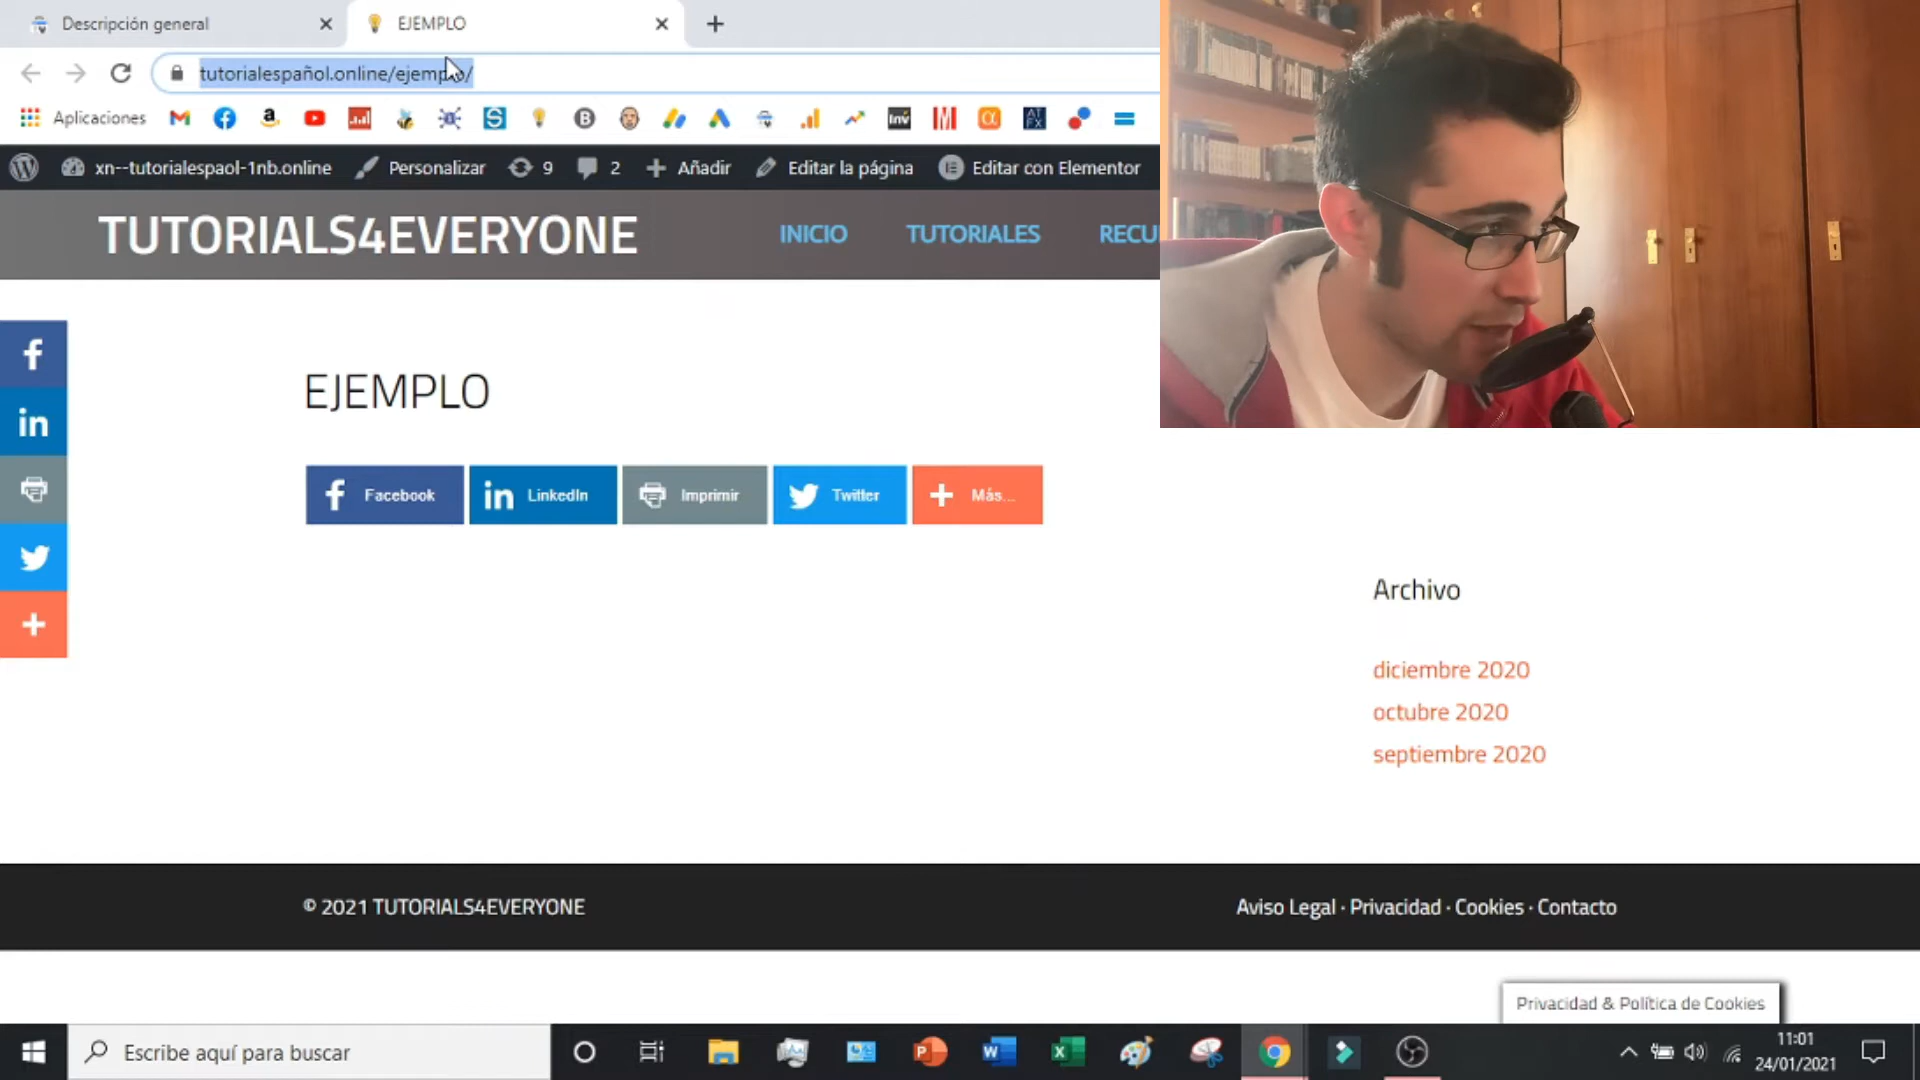 Descripción general
EJEMPLO
tutorialespañol.online/ejemplo/
Aplicaciones
Inv
xn--tutorialespaol-1nb.online
Personalizar
9
2
Añadir
Editar la página
Editar con Elementor
TUTORIALS4EVERYONE
INICIO
TUTORIALES
RECU
EJEMPLO
Facebook
LinkedIn
Imprimir
Twitter
Más...
Archivo
diciembre 2020
octubre 2020
septiembre 2020
© 2021 TUTORIALS4EVERYONE
Aviso Legal · Privacidad · Cookies · Contacto
Privacidad & Política de Cookies
Escribe aquí para buscar
11:01
24/01/2021